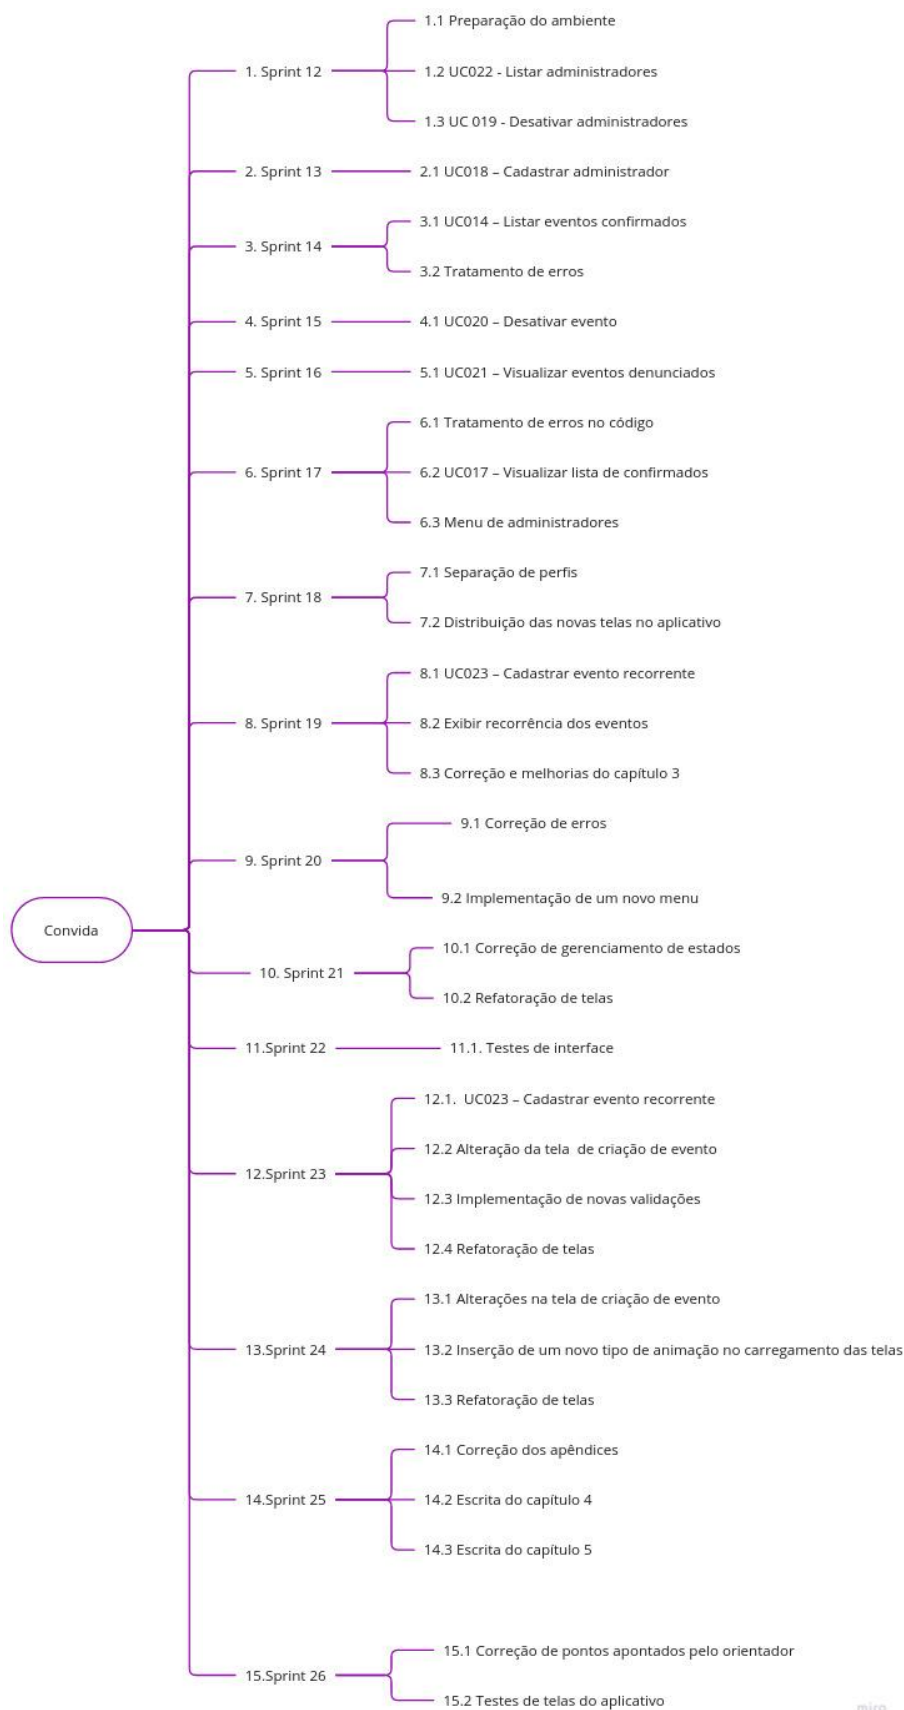 Convida
1. Sprint 12
1.1 Preparação do ambiente
1.2 UC022 - Listar administradores
1.3 UC 019 - Desativar administradores
2. Sprint 13
2.1 UC018 – Cadastrar administrador
3. Sprint 14
3.1 UC014 – Listar eventos confirmados
3.2 Tratamento de erros
4. Sprint 15
4.1 UC020 – Desativar evento
5. Sprint 16
5.1 UC021 – Visualizar eventos denunciados
6. Sprint 17
6.1 Tratamento de erros no código
6.2 UC017 – Visualizar lista de confirmados
6.3 Menu de administradores
7. Sprint 18
7.1 Separação de perfis
7.2 Distribuição das novas telas no aplicativo
8. Sprint 19
8.1 UC023 – Cadastrar evento recorrente
8.2 Exibir recorrência dos eventos
8.3 Correção e melhorias do capítulo 3
9. Sprint 20
9.1 Correção de erros
9.2 Implementação de um novo menu
10. Sprint 21
10.1 Correção de gerenciamento de estados
10.2 Refatoração de telas
11.Sprint 22
11.1. Testes de interface
12.Sprint 23
12.1.  UC023 – Cadastrar evento recorrente
12.2 Alteração da tela  de criação de evento
12.3 Implementação de novas validações
12.4 Refatoração de telas
13.Sprint 24
13.1 Alterações na tela de criação de evento
13.2 Inserção de um novo tipo de animação no carregamento das telas
13.3 Refatoração de telas
14.Sprint 25
14.1 Correção dos apêndices
14.2 Escrita do capítulo 4
14.3 Escrita do capítulo 5
15.Sprint 26
15.1 Correção de pontos apontados pelo orientador
15.2 Testes de telas do aplicativo
miro